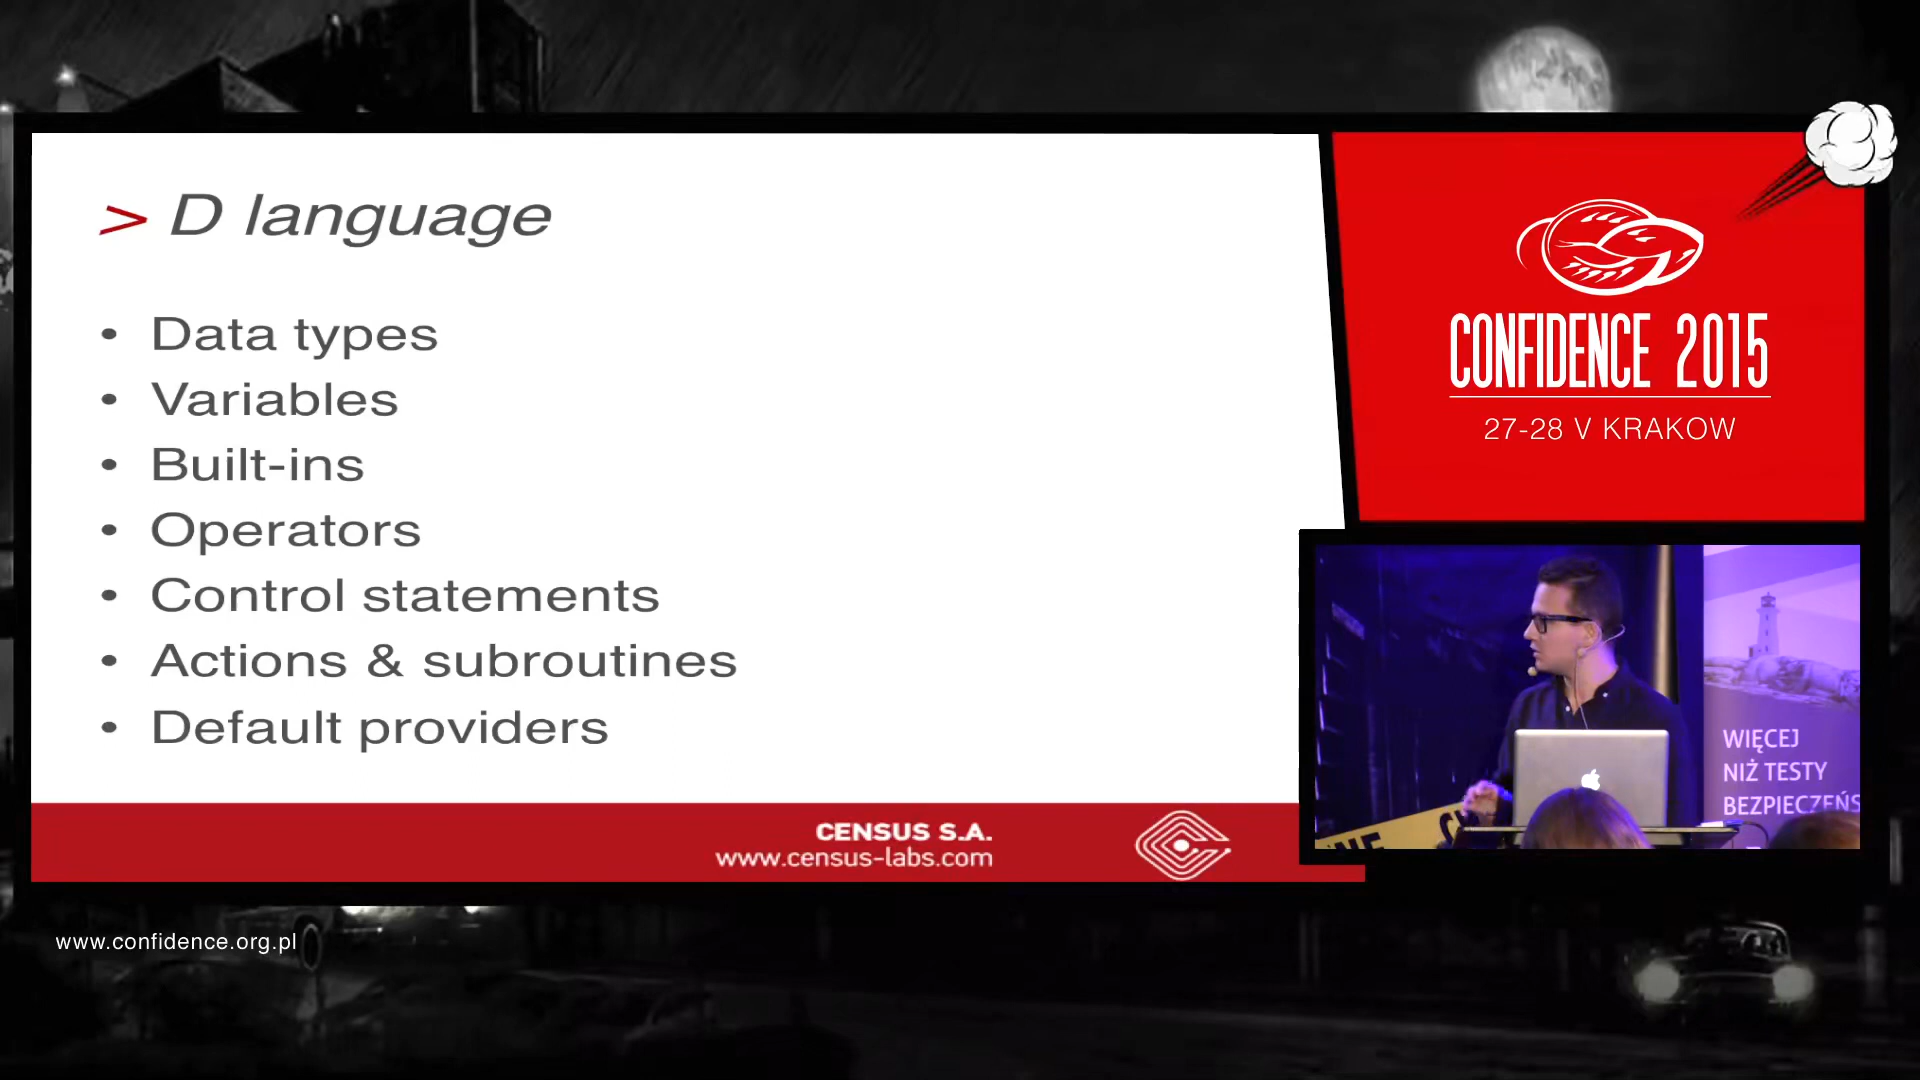 > D language
• Data types
• Variables
• Built-ins
• Operators
• Control statements
• Actions & subroutines
• Default providers
CENSUS S.A.
www.census-labs.com
CONFIDENCE 2015
27-28 V KRAKOW
WIĘCEJ
NIŻ TESTY
BEZPIECZEŃS
www.confidence.org.pl